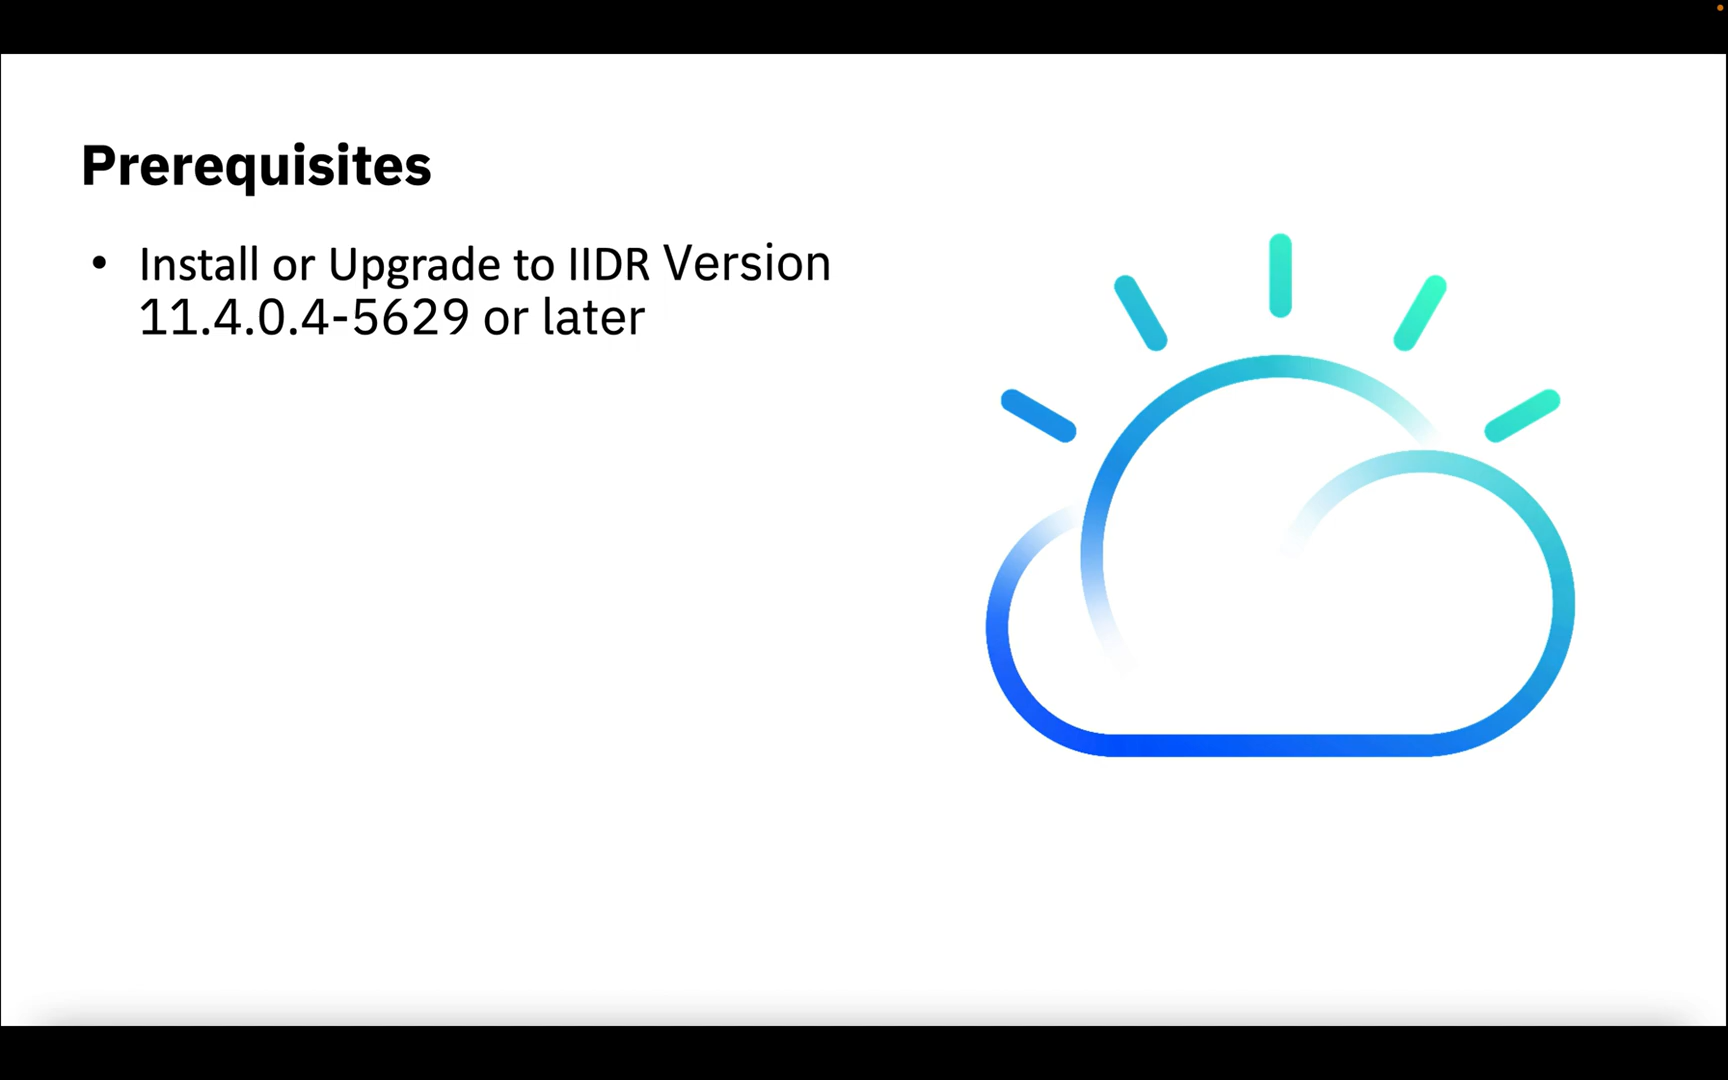 Prerequisites
• Install or Upgrade to IIDR Version
11.4.0.4-5629 or later